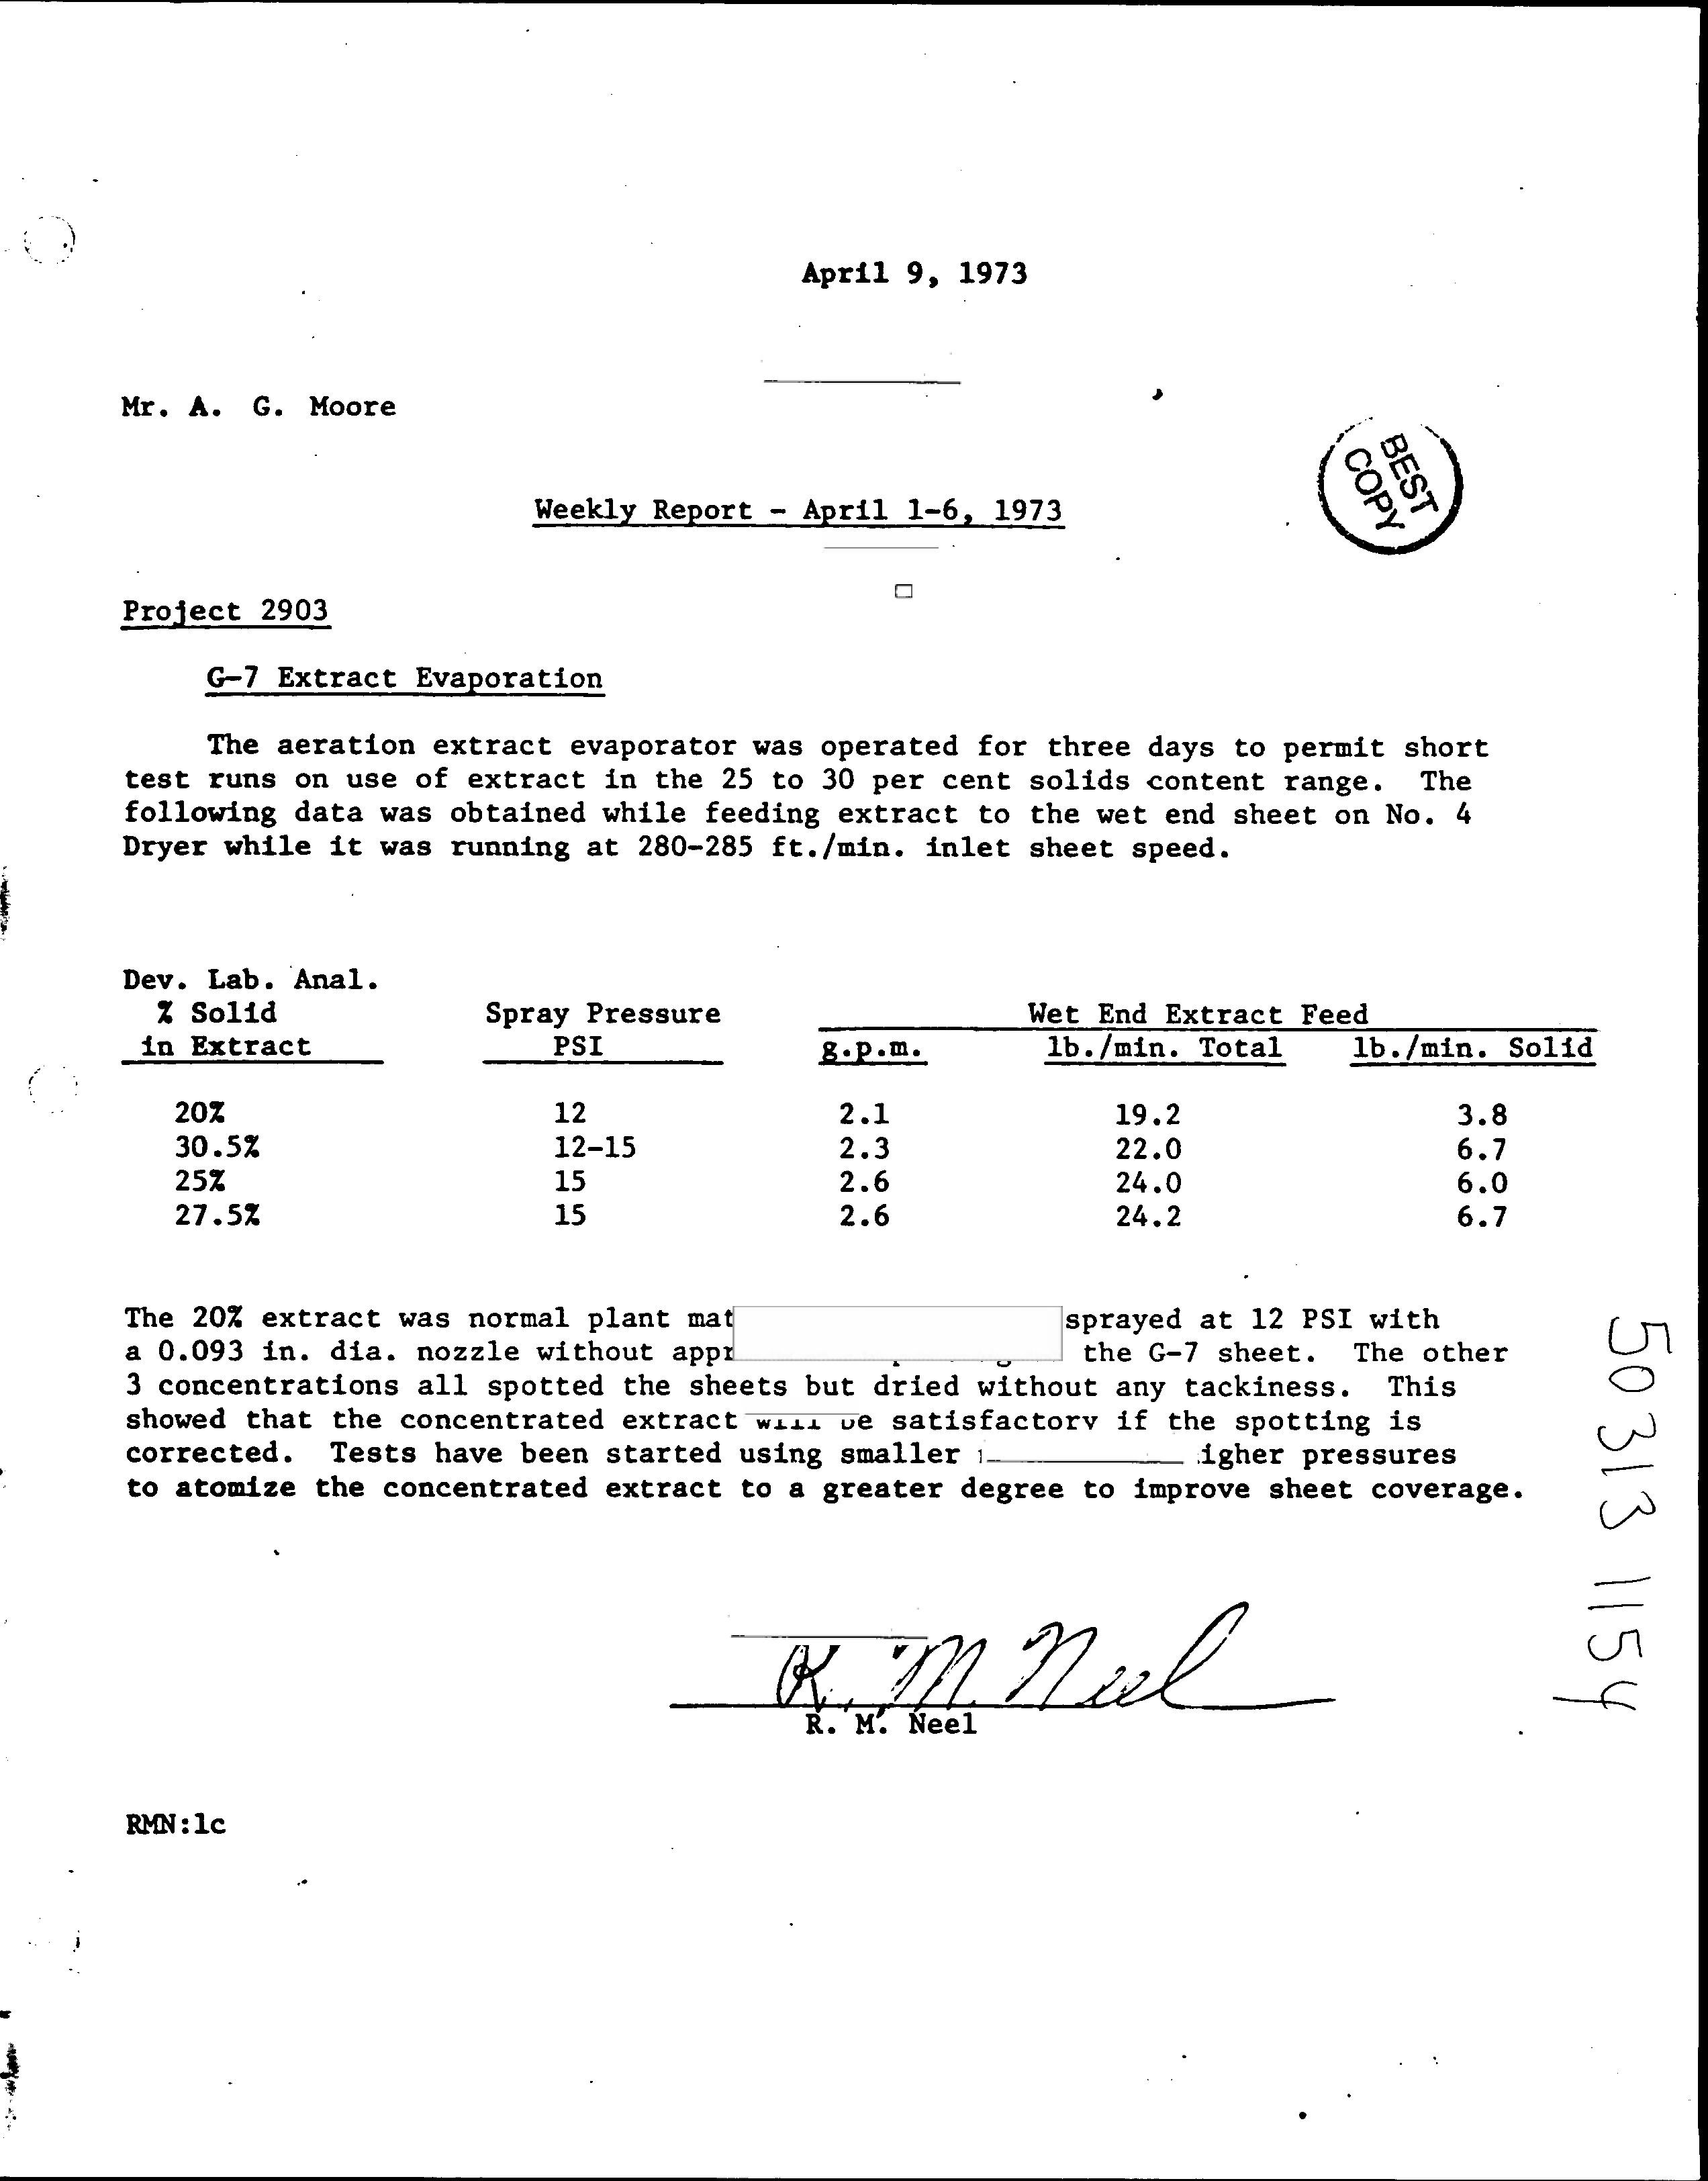 April 9, 1973
Mr. A. G. Moore
BEST
COPY
Weekly Report - April 1-6, 1973
Project 2903
G-7 Extract Evaporation
The aeration extract evaporator was operated for three days to permit short
test runs on use of extract in the 25 to 30 per cent solids content range. The
following data was obtained while feeding extract to the wet end sheet on No. 4
Dryer while it was running at 280-285 ft./min. inlet sheet speed.
Dev. Lab. Anal.
% Solid Spray Pressure Wet End Extract Feed
in Extract PSI g.p.m. lb./min. Total lb./min. Solid
20% 12 2.1 19.2 3.8
30.5% 12-15 2.3 22.0 6.7
25% 15 2.6 24.0 6.0
27.5% 15 2.6 24.2 6.7
The 20% extract was normal plant sprayed at 12 PSI with
a 0.093 in. dia. nozzle without the G-7 sheet. The other
3 concentrations all spotted the sheets but dried without any tackiness. This
showed that the concentrated extract will be satisfactory if the spotting is
corrected. Tests have been started using smaller pressures
to atomize the concentrated extract to a greater degree to improve sheet coverage.
R. M. Neel
R. M. Neel
RMN:lc
50313 1154